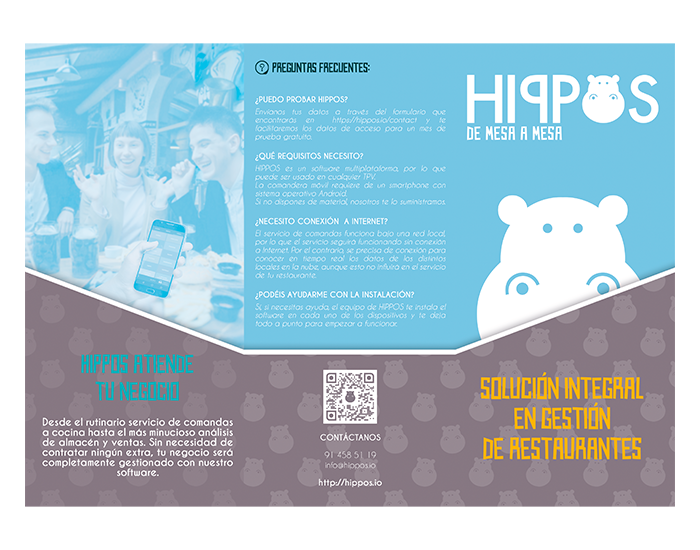 PREGUNTAS FRECUENTES:
¿PUEDO PROBAR HIPPOS?
Envíanos tus datos a través del formulario que
encontrarás en https://hippos.io/contact y te
facilitaremos los datos de acceso para un mes de
prueba gratuito.
¿QUÉ REQUISITOS NECESITO?
HIPPOS es un software multiplataforma, por lo que
puede ser usado en cualquier TPV.
La comandera móvil requiere de un smartphone con
sistema operativo Android.
Si no dispones de material, nosotros te lo suministramos.
¿NECESITO CONEXIÓN A INTERNET?
El servicio de comandas funciona bajo una red local,
por lo que el servicio seguirá funcionando sin conexión
a Internet. Por el contrario, se precisa de conexión para
conocer en tiempo real los datos de los distintos
locales en la nube, aunque esto no influirá en el servicio
de tu restaurante.
¿PODÉIS AYUDARME CON LA INSTALACIÓN?
Sí, si necesitas ayuda, el equipo de HIPPOS te instala el
software en cada uno de los dispositivos y te deja
todo a punto para empezar a funcionar.
HIPPOS
DE MESA A MESA
HIPPOS ATIENDE
TU NEGOCIO
Desde el rutinario servicio de comandas
a cocina hasta el más minucioso análisis
de almacén y ventas. Sin necesidad de
contratar ningún extra, tu negocio será
completamente gestionado con nuestro
software.
CONTÁCTANOS
91 458 51 19
info@hippos.io
http://hippos.io
SOLUCIÓN INTEGRAL
EN GESTIÓN
DE RESTAURANTES